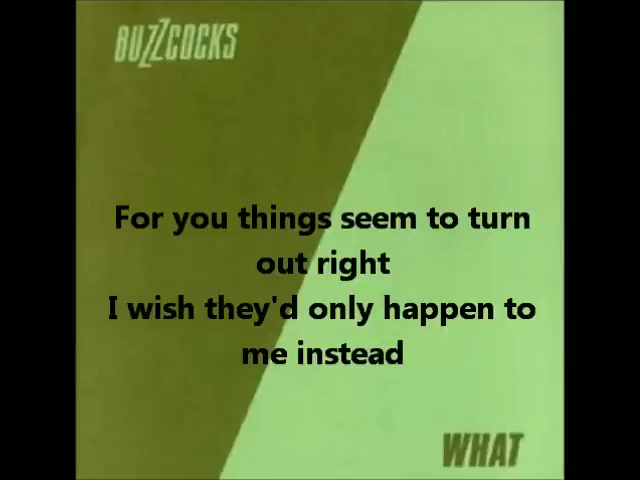 BUZZCOCKS
For you things seem to turn
out right
I wish they'd only happen to
me instead
WHAT